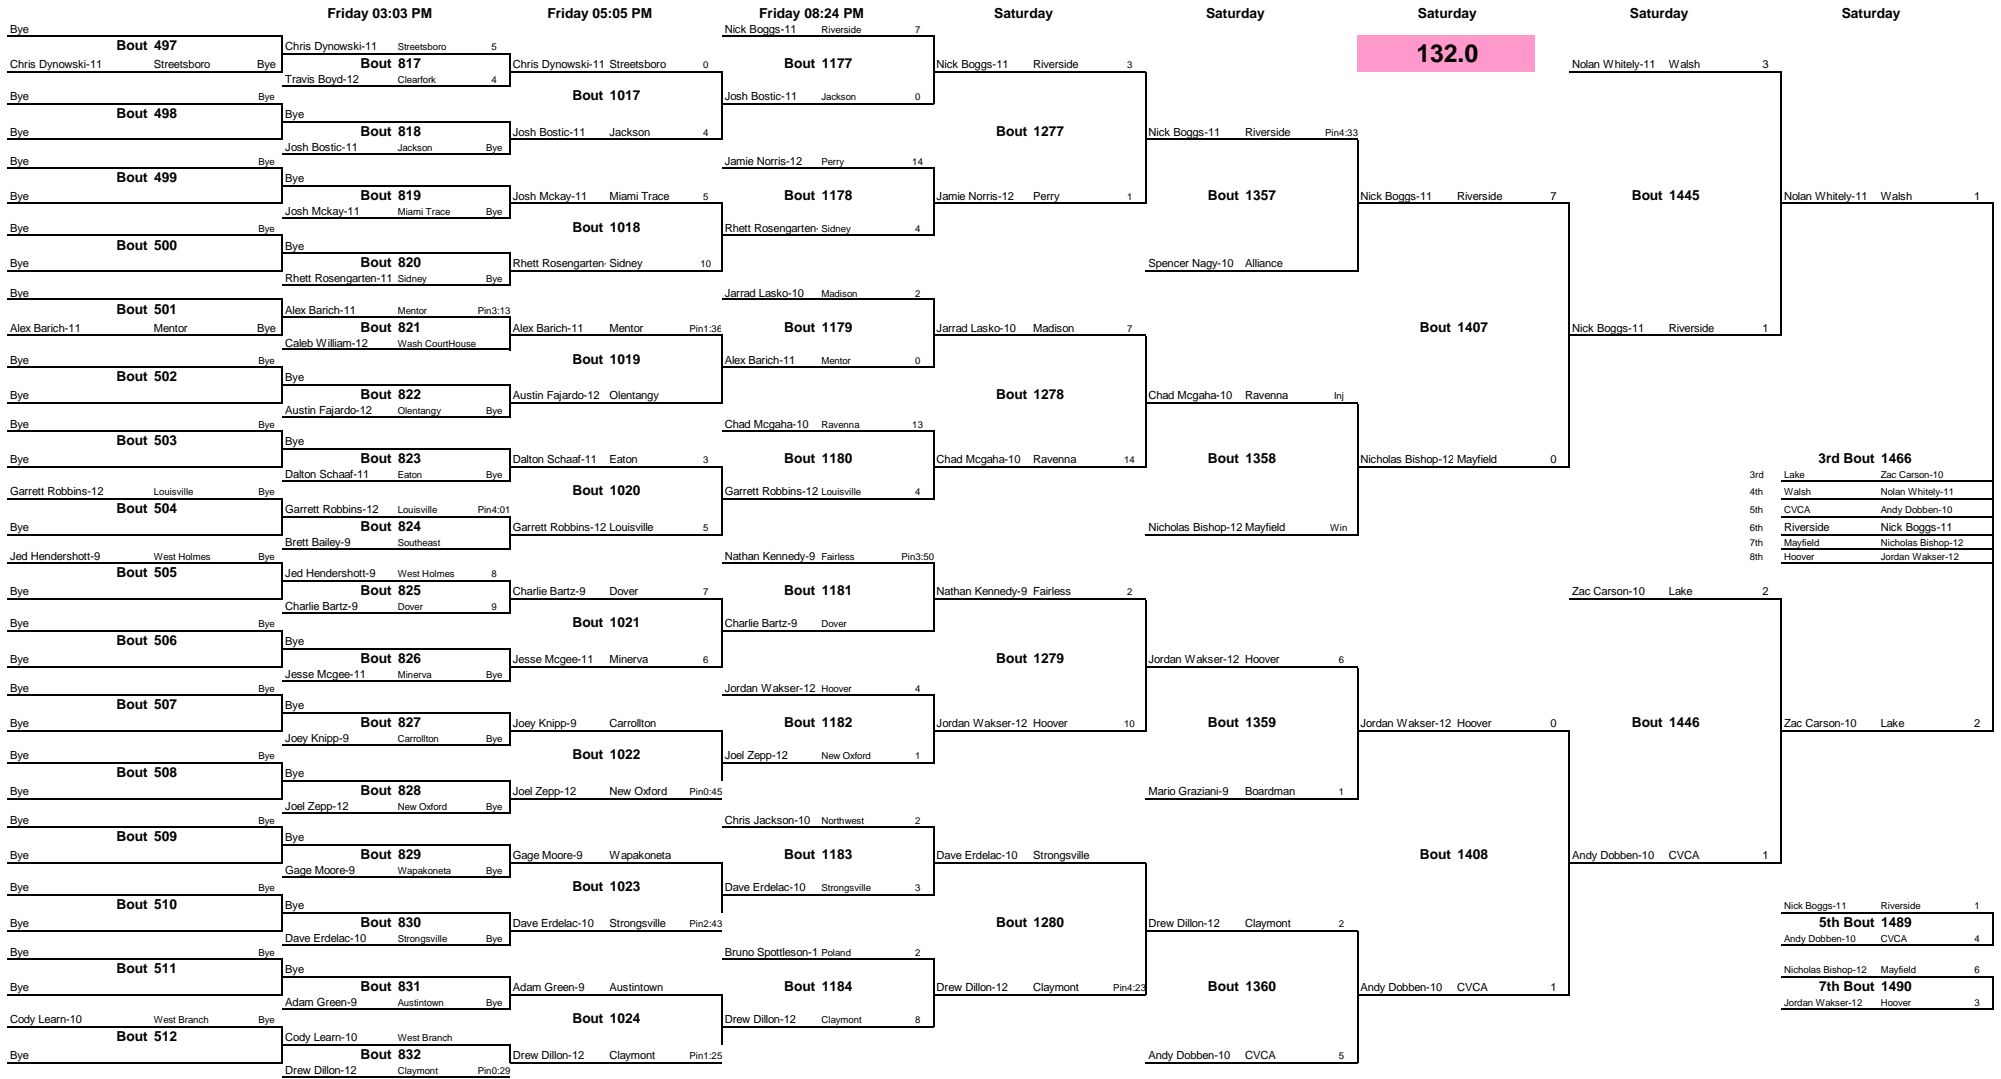 Friday 03:03 PM Friday 05:05 PM Friday 08:24 PM Saturday Saturday Saturday Saturday Saturday
132.0
Bye
Bout 497
Chris Dynowski-11 Streetsboro Bye
Bye Bye
Bout 498
Bye
Bye Bye
Bout 499
Bye
Bye Bye
Bout 500
Bye
Bye
Bout 501
Alex Barich-11 Mentor Bye
Bye Bye
Bout 502
Bye
Bye Bye
Bout 503
Bye
Garrett Robbins-12 Louisville Bye
Bout 504
Bye
Jed Hendershott-9 West Holmes Bye
Bout 505
Bye
Bye Bye
Bout 506
Bye
Bye Bye
Bout 507
Bye
Bye Bye
Bout 508
Bye
Bye Bye
Bout 509
Bye
Bye Bye
Bout 510
Bye
Bye Bye
Bout 511
Bye
Cody Learn-10 West Branch Bye
Bout 512
Bye
Chris Dynowski-11 Streetsboro 5
Bout 817
Travis Boyd-12 Clearfork 4
Bye
Bout 818
Josh Bostic-11 Jackson Bye
Bye
Bout 819
Josh Mckay-11 Miami Trace Bye
Bye
Bout 820
Rhett Rosengarten-11 Sidney Bye
Alex Barich-11 Mentor Pin3:13
Bout 821
Caleb William-12 Wash CourtHouse
Bye
Bout 822
Austin Fajardo-12 Olentangy Bye
Bye
Bout 823
Dalton Schaaf-11 Eaton Bye
Garrett Robbins-12 Louisville Pin4:01
Bout 824
Brett Bailey-9 Southeast
Jed Hendershott-9 West Holmes 8
Bout 825
Charlie Bartz-9 Dover 9
Bye
Bout 826
Jesse Mcgee-11 Minerva Bye
Bye
Bout 827
Joey Knipp-9 Carrollton Bye
Bye
Bout 828
Joel Zepp-12 New Oxford Bye
Bye
Bout 829
Gage Moore-9 Wapakoneta Bye
Bye
Bout 830
Dave Erdelac-10 Strongsville Bye
Bye
Bout 831
Adam Green-9 Austintown Bye
Cody Learn-10 West Branch
Bout 832
Drew Dillon-12 Claymont Pin0:29
Chris Dynowski-11 Streetsboro 0
Bout 1017
Josh Bostic-11 Jackson 4
Josh Mckay-11 Miami Trace 5
Bout 1018
Rhett Rosengarten- Sidney 10
Alex Barich-11 Mentor Pin1:36
Bout 1019
Austin Fajardo-12 Olentangy
Dalton Schaaf-11 Eaton 3
Bout 1020
Garrett Robbins-12 Louisville 5
Charlie Bartz-9 Dover 7
Bout 1021
Jesse Mcgee-11 Minerva 6
Joey Knipp-9 Carrollton
Bout 1022
Joel Zepp-12 New Oxford Pin0:45
Gage Moore-9 Wapakoneta
Bout 1023
Dave Erdelac-10 Strongsville Pin2:43
Adam Green-9 Austintown
Bout 1024
Drew Dillon-12 Claymont Pin1:25
Nick Boggs-11 Riverside 7
Bout 1177
Josh Bostic-11 Jackson 0
Jamie Norris-12 Perry 14
Bout 1178
Rhett Rosengarten- Sidney 4
Jarrad Lasko-10 Madison 2
Bout 1179
Alex Barich-11 Mentor 0
Chad Mcgaha-10 Ravenna 13
Bout 1180
Garrett Robbins-12 Louisville 4
Nathan Kennedy-9 Fairless Pin3:50
Bout 1181
Charlie Bartz-9 Dover
Jordan Wakser-12 Hoover 4
Bout 1182
Joel Zepp-12 New Oxford 1
Chris Jackson-10 Northwest 2
Bout 1183
Dave Erdelac-10 Strongsville 3
Bruno Spottleson-1 Poland 2
Bout 1184
Drew Dillon-12 Claymont 8
Nick Boggs-11 Riverside 3
Bout 1277
Jamie Norris-12 Perry 1
Jarrad Lasko-10 Madison 7
Bout 1278
Chad Mcgaha-10 Ravenna 14
Nathan Kennedy-9 Fairless 2
Bout 1279
Jordan Wakser-12 Hoover 10
Dave Erdelac-10 Strongsville
Bout 1280
Drew Dillon-12 Claymont Pin4:23
Nick Boggs-11 Riverside Pin4:33
Bout 1357
Spencer Nagy-10 Alliance
Chad Mcgaha-10 Ravenna Inj
Bout 1358
Nicholas Bishop-12 Mayfield Win
Jordan Wakser-12 Hoover 6
Bout 1359
Mario Graziani-9 Boardman 1
Drew Dillon-12 Claymont 2
Bout 1360
Andy Dobben-10 CVCA 5
Nick Boggs-11 Riverside 7
Bout 1407
Nicholas Bishop-12 Mayfield 0
Jordan Wakser-12 Hoover 0
Bout 1408
Andy Dobben-10 CVCA 1
Nolan Whitely-11 Walsh 3
Bout 1445
Nick Boggs-11 Riverside 1
Zac Carson-10 Lake 2
Bout 1446
Andy Dobben-10 CVCA 1
Nolan Whitely-11 Walsh 1
3rd Bout 1466
3rd Lake Zac Carson-10
4th Walsh Nolan Whitely-11
5th CVCA Andy Dobben-10
6th Riverside Nick Boggs-11
7th Mayfield Nicholas Bishop-12
8th Hoover Jordan Wakser-12
Zac Carson-10 Lake 2
Nick Boggs-11 Riverside 1
5th Bout 1489
Andy Dobben-10 CVCA 4
Nicholas Bishop-12 Mayfield 6
7th Bout 1490
Jordan Wakser-12 Hoover 3